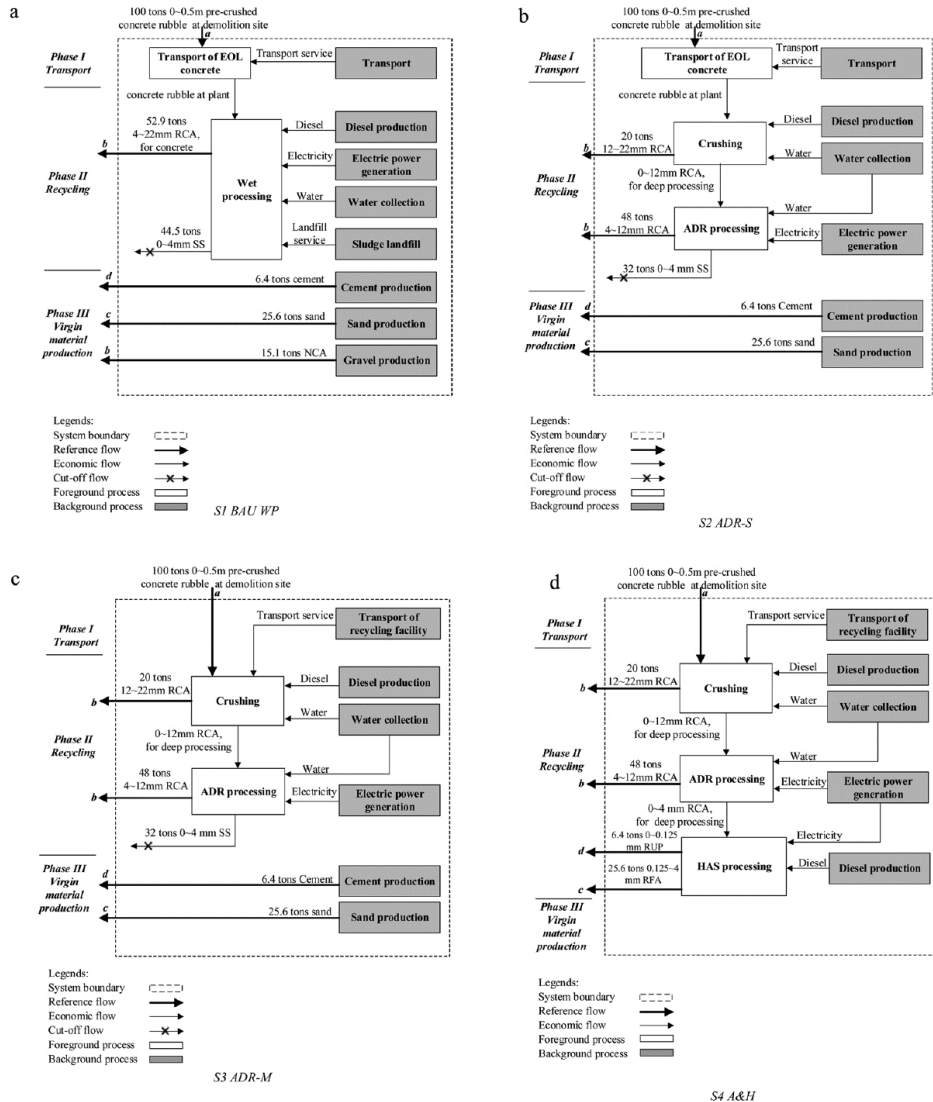 a
100 tons 0~0.5m pre-crushed
concrete rubble at demolition site
a
Phase I
Transport
Transport of EOL
concrete
Transport service
Transport
concrete rubble at plant
52.9 tons
4~22mm RCA,
for concrete
b
Phase II
Recycling
Wet
processing
Diesel
Diesel production
Electricity
Electric power
generation
Water
Water collection
Landfill
service
Sludge landfill
44.5 tons
0~4mm SS
Phase III
Virgin
material
production
d
6.4 tons cement
Cement production
c
25.6 tons sand
Sand production
b
15.1 tons NCA
Gravel production
Legends:
System boundary
Reference flow
Economic flow
Cut-off flow
Foreground process
Background process
S1 BAU WP
b
100 tons 0~0.5m pre-crushed
concrete rubble at demolition site
a
Phase I
Transport
Transport of EOL
concrete
Transport
service
Transport
concrete rubble at plant
Diesel
Diesel production
20 tons
12~22mm RCA
b
Crushing
Water
Water collection
Phase II
Recycling
0~12mm RCA,
for deep processing
Water
48 tons
4~12mm RCA
b
ADR processing
Electricity
Electric power
generation
32 tons 0~4 mm SS
Phase III
Virgin
material
production
d
6.4 tons Cement
Cement production
c
25.6 tons sand
Sand production
Legends:
System boundary
Reference flow
Economic flow
Cut-off flow
Foreground process
Background process
S2 ADR-S
c
100 tons 0~0.5m pre-crushed
concrete rubble at demolition site
a
Phase I
Transport
Transport service
Transport of
recycling facility
20 tons
12~22mm RCA
b
Crushing
Diesel
Diesel production
Water
Water collection
Phase II
Recycling
0~12mm RCA,
for deep processing
Water
48 tons
4~12mm RCA
b
ADR processing
Electricity
Electric power
generation
32 tons 0~4 mm SS
Phase III
Virgin
material
production
d
6.4 tons Cement
Cement production
c
25.6 tons sand
Sand production
Legends:
System boundary
Reference flow
Economic flow
Cut-off flow
Foreground process
Background process
S3 ADR-M
d
100 tons 0~0.5m pre-crushed
concrete rubble at demolition site
a
Phase I
Transport
Transport service
Transport of
recycling facility
20 tons
12~22mm RCA
b
Crushing
Diesel
Diesel production
Water
Water collection
0~12mm RCA,
for deep processing
Phase II
Recycling
Water
48 tons
4~12mm RCA
b
ADR processing
Electricity
Electric power
generation
0~4 mm RCA,
for deep processing
6.4 tons 0~0.125
mm RUP
d
HAS processing
Electricity
25.6 tons 0.125~4
mm RFA
c
Diesel
Diesel production
Phase III
Virgin
material
production
Legends:
System boundary
Reference flow
Economic flow
Foreground process
Background process
S4 A&H